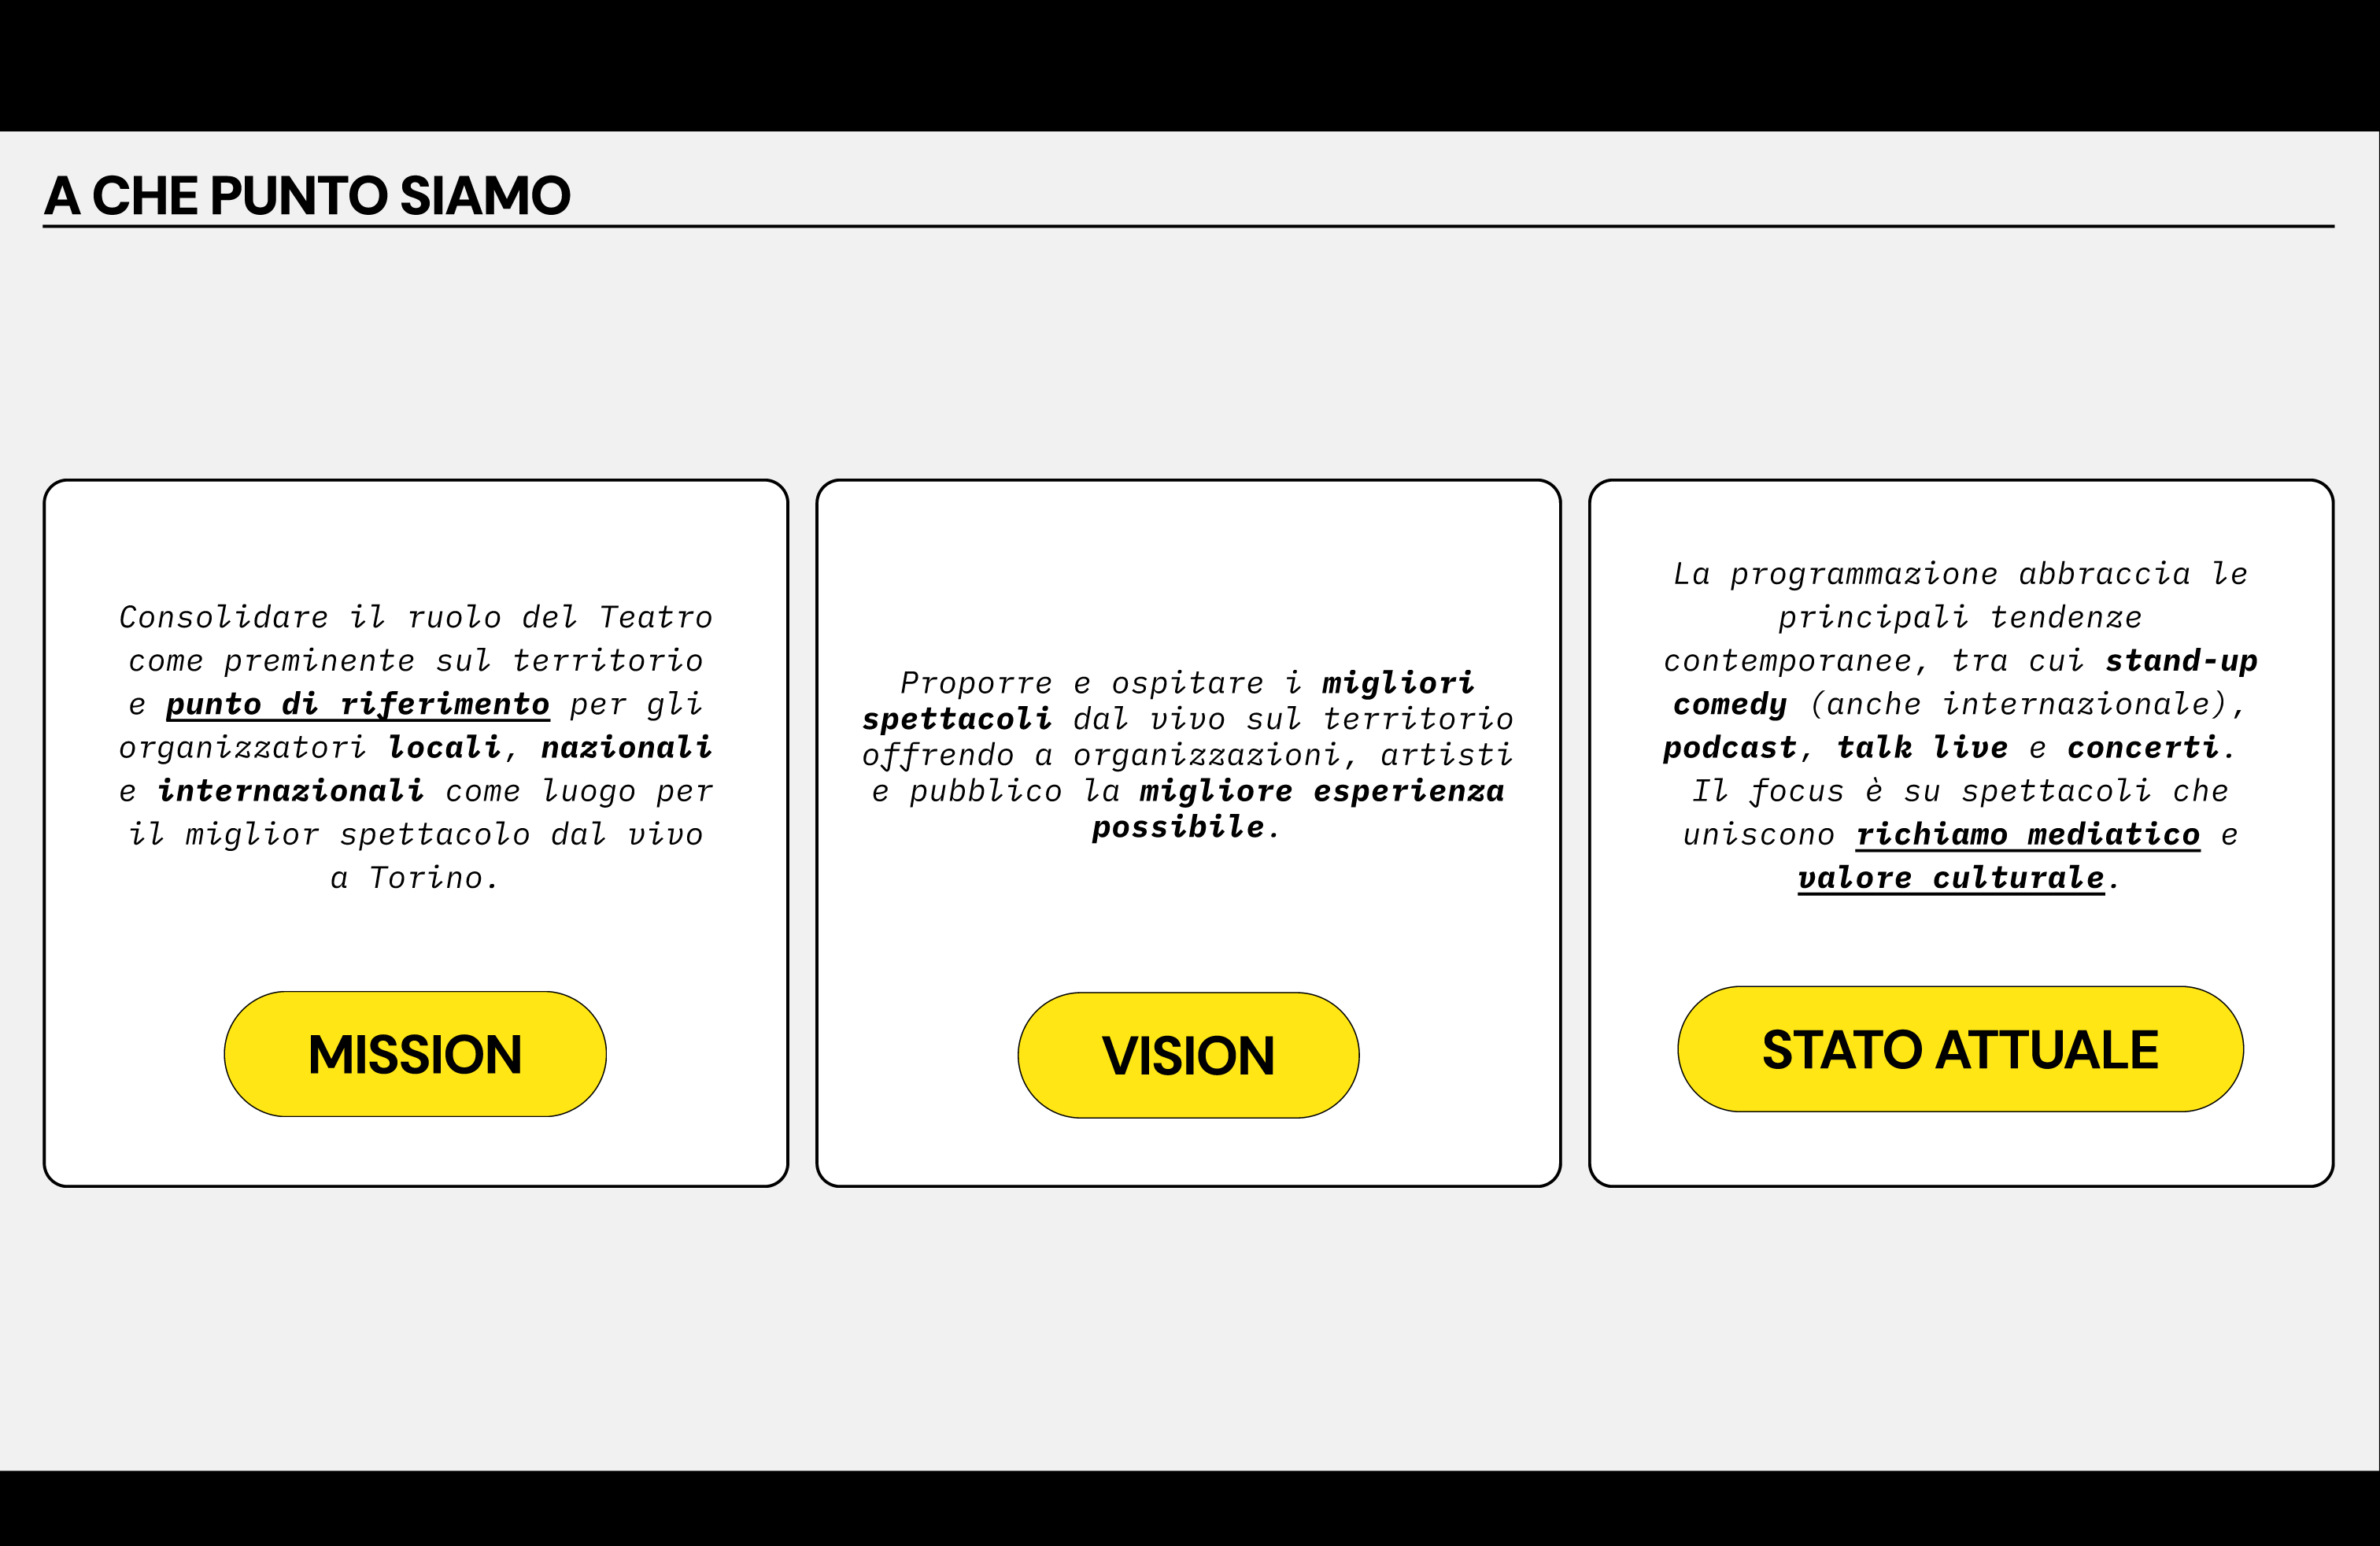 A CHE PUNTO SIAMO
Consolidare il ruolo del Teatro
come preminente sul territorio
e punto di riferimento per gli
organizzatori locali, nazionali
e internazionali come luogo per
il miglior spettacolo dal vivo
a Torino.
MISSION
Proporre e ospitare i migliori
spettacoli dal vivo sul territorio
offrendo a organizzazioni, artisti
e pubblico la migliore esperienza
possibile.
VISION
La programmazione abbraccia le
principali tendenze
contemporanee, tra cui stand-up
comedy (anche internazionale),
podcast, talk live e concerti.
Il focus è su spettacoli che
uniscono richiamo mediatico e
valore culturale.
STATO ATTUALE